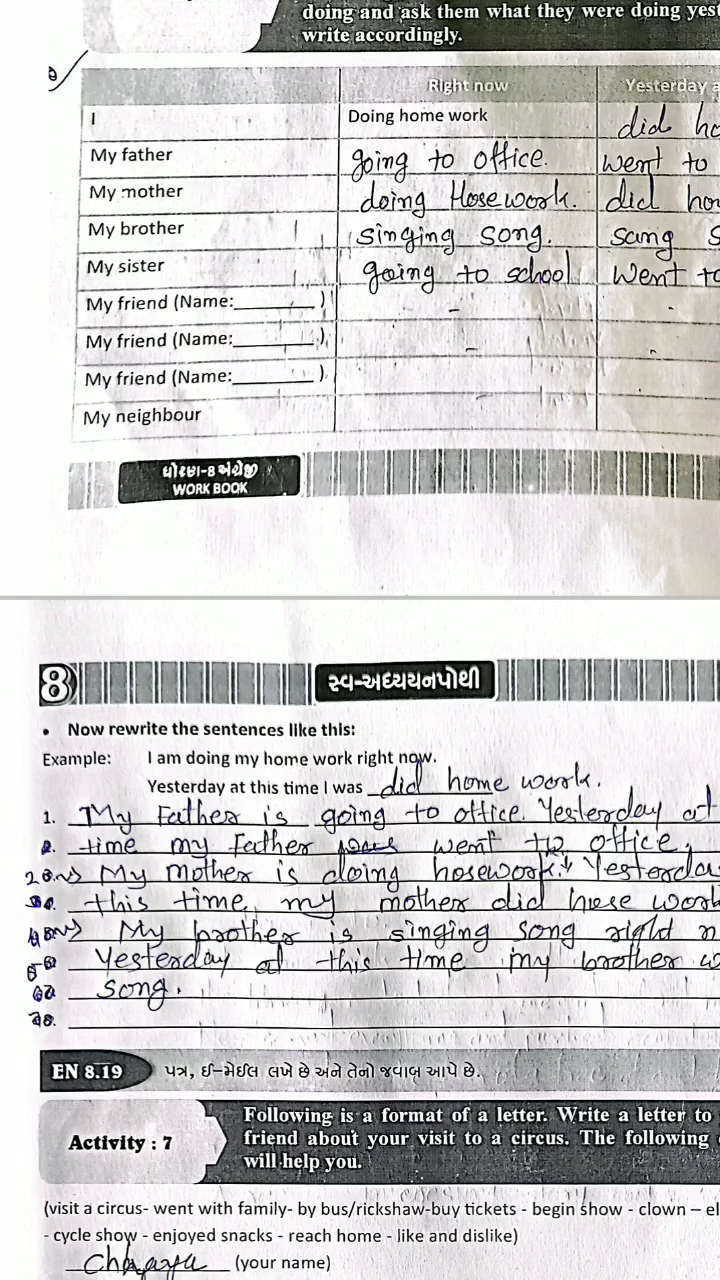 doing and ask them what they were doing yest
write accordingly.
Right now Yesterday a
I Doing home work did ho
My father going to office. went to
My mother doing Hosework. did hom
My brother singing song. sang S
My sister going to school went to
My friend (Name:________) -
My friend (Name:________) -
My friend (Name:________)
My neighbour
ધોરણ-8 અંગ્રેજી
WORK BOOK
8 સ્વ-અધ્યયનપોથી
• Now rewrite the sentences like this:
Example: I am doing my home work right now.
Yesterday at this time I was did home work.
1. My Father is going to office. Yesterday at
2. time my Father was went to office.
My Mother is doing hosework. Yesterda
this time, my mother did hose work
My brother is singing song right n
Yesterday at this time my brother w
song.
EN 8.19 પત્ર, ઈ-મેઈલ લખે છે અને તેનો જવાબ આપે છે.
Activity : 7 Following is a format of a letter. Write a letter to
friend about your visit to a circus. The following
will help you.
(visit a circus- went with family- by bus/rickshaw-buy tickets - begin show - clown – el
- cycle show - enjoyed snacks - reach home - like and dislike)
(your name)